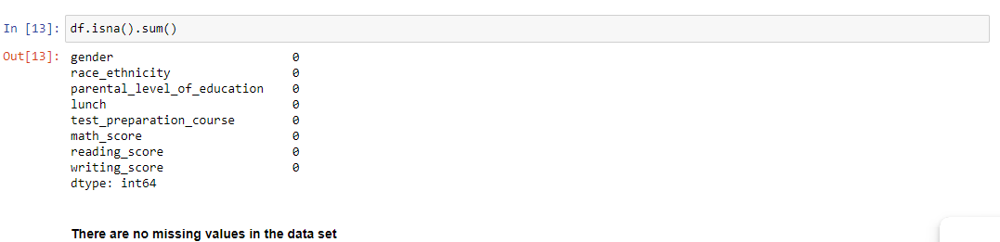 In [13]: df.isna().sum()
Out[13]: gender 0
race_ethnicity 0
parental_level_of_education 0
lunch 0
test_preparation_course 0
math_score 0
reading_score 0
writing_score 0
dtype: int64
There are no missing values in the data set